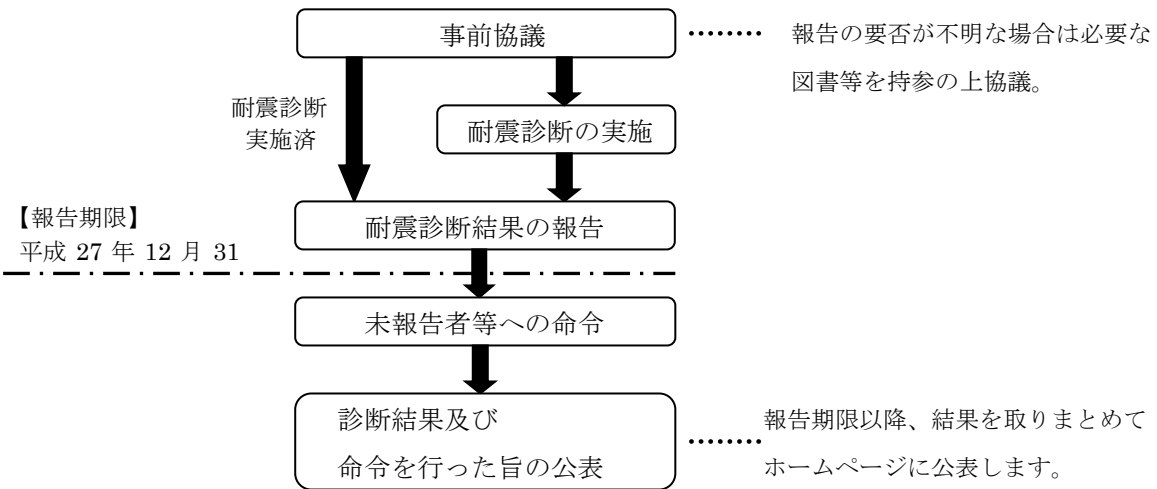 事前協議
報告の要否が不明な場合は必要な
図書等を持参の上協議。
耐震診断
実施済
耐震診断の実施
耐震診断結果の報告
【報告期限】
平成 27 年 12 月 31
未報告者等への命令
診断結果及び
命令を行った旨の公表
報告期限以降、結果を取りまとめて
ホームページに公表します。